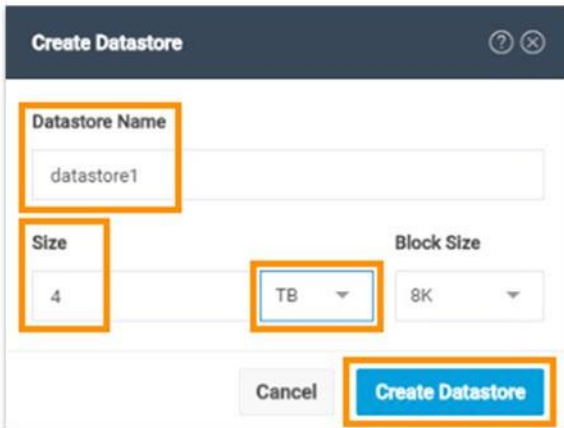 Create Datastore
Datastore Name
datastore1
Size
Block Size
4
TB
8K
Cancel
Create Datastore